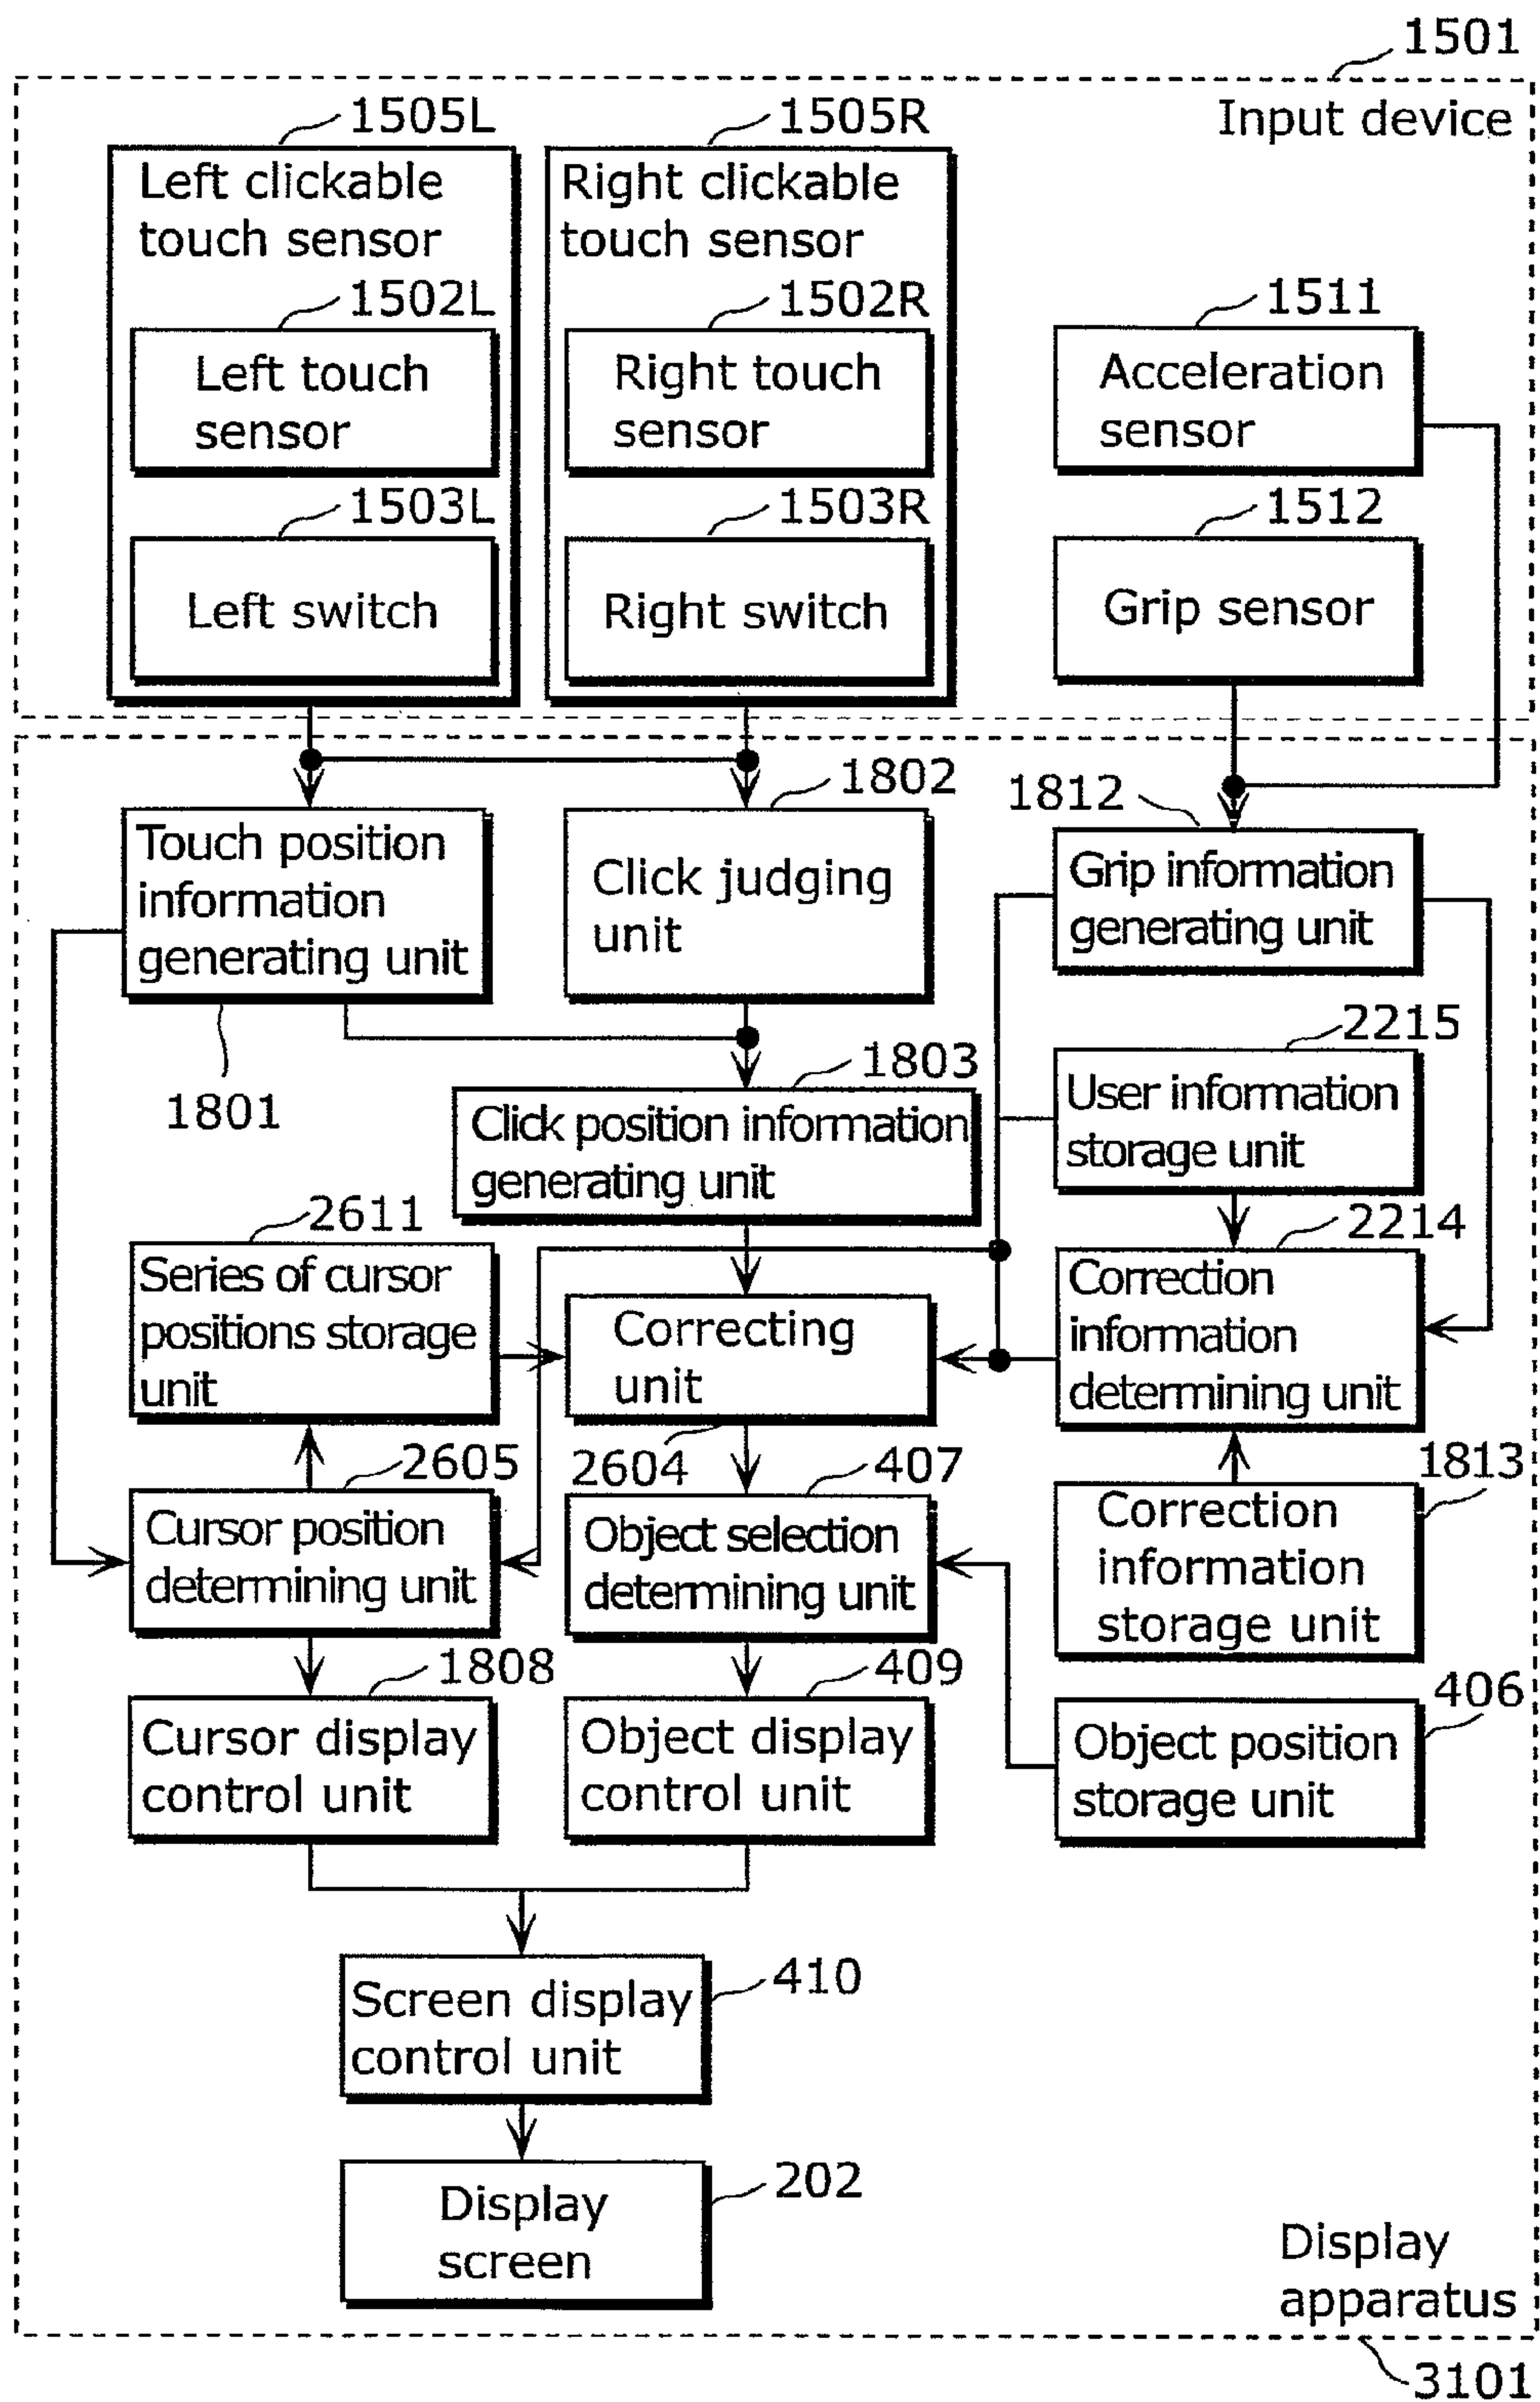 1501
Input device
1505L
Left clickable
touch sensor
1502L
Left touch
sensor
1503L
Left switch
1505R
Right clickable
touch sensor
1502R
Right touch
sensor
1503R
Right switch
1511
Acceleration
sensor
1512
Grip sensor
Touch position
information
generating unit
1801
1802
Click judging
unit
1812
Grip information
generating unit
1803
Click position information
generating unit
2215
User information
storage unit
2611
Series of cursor
positions storage
unit
Correcting
unit
2604
2214
Correction
information
determining unit
2605
Cursor position
determining unit
407
Object selection
determining unit
1813
Correction
information
storage unit
1808
Cursor display
control unit
409
Object display
control unit
406
Object position
storage unit
410
Screen display
control unit
202
Display
screen
Display
apparatus
3101